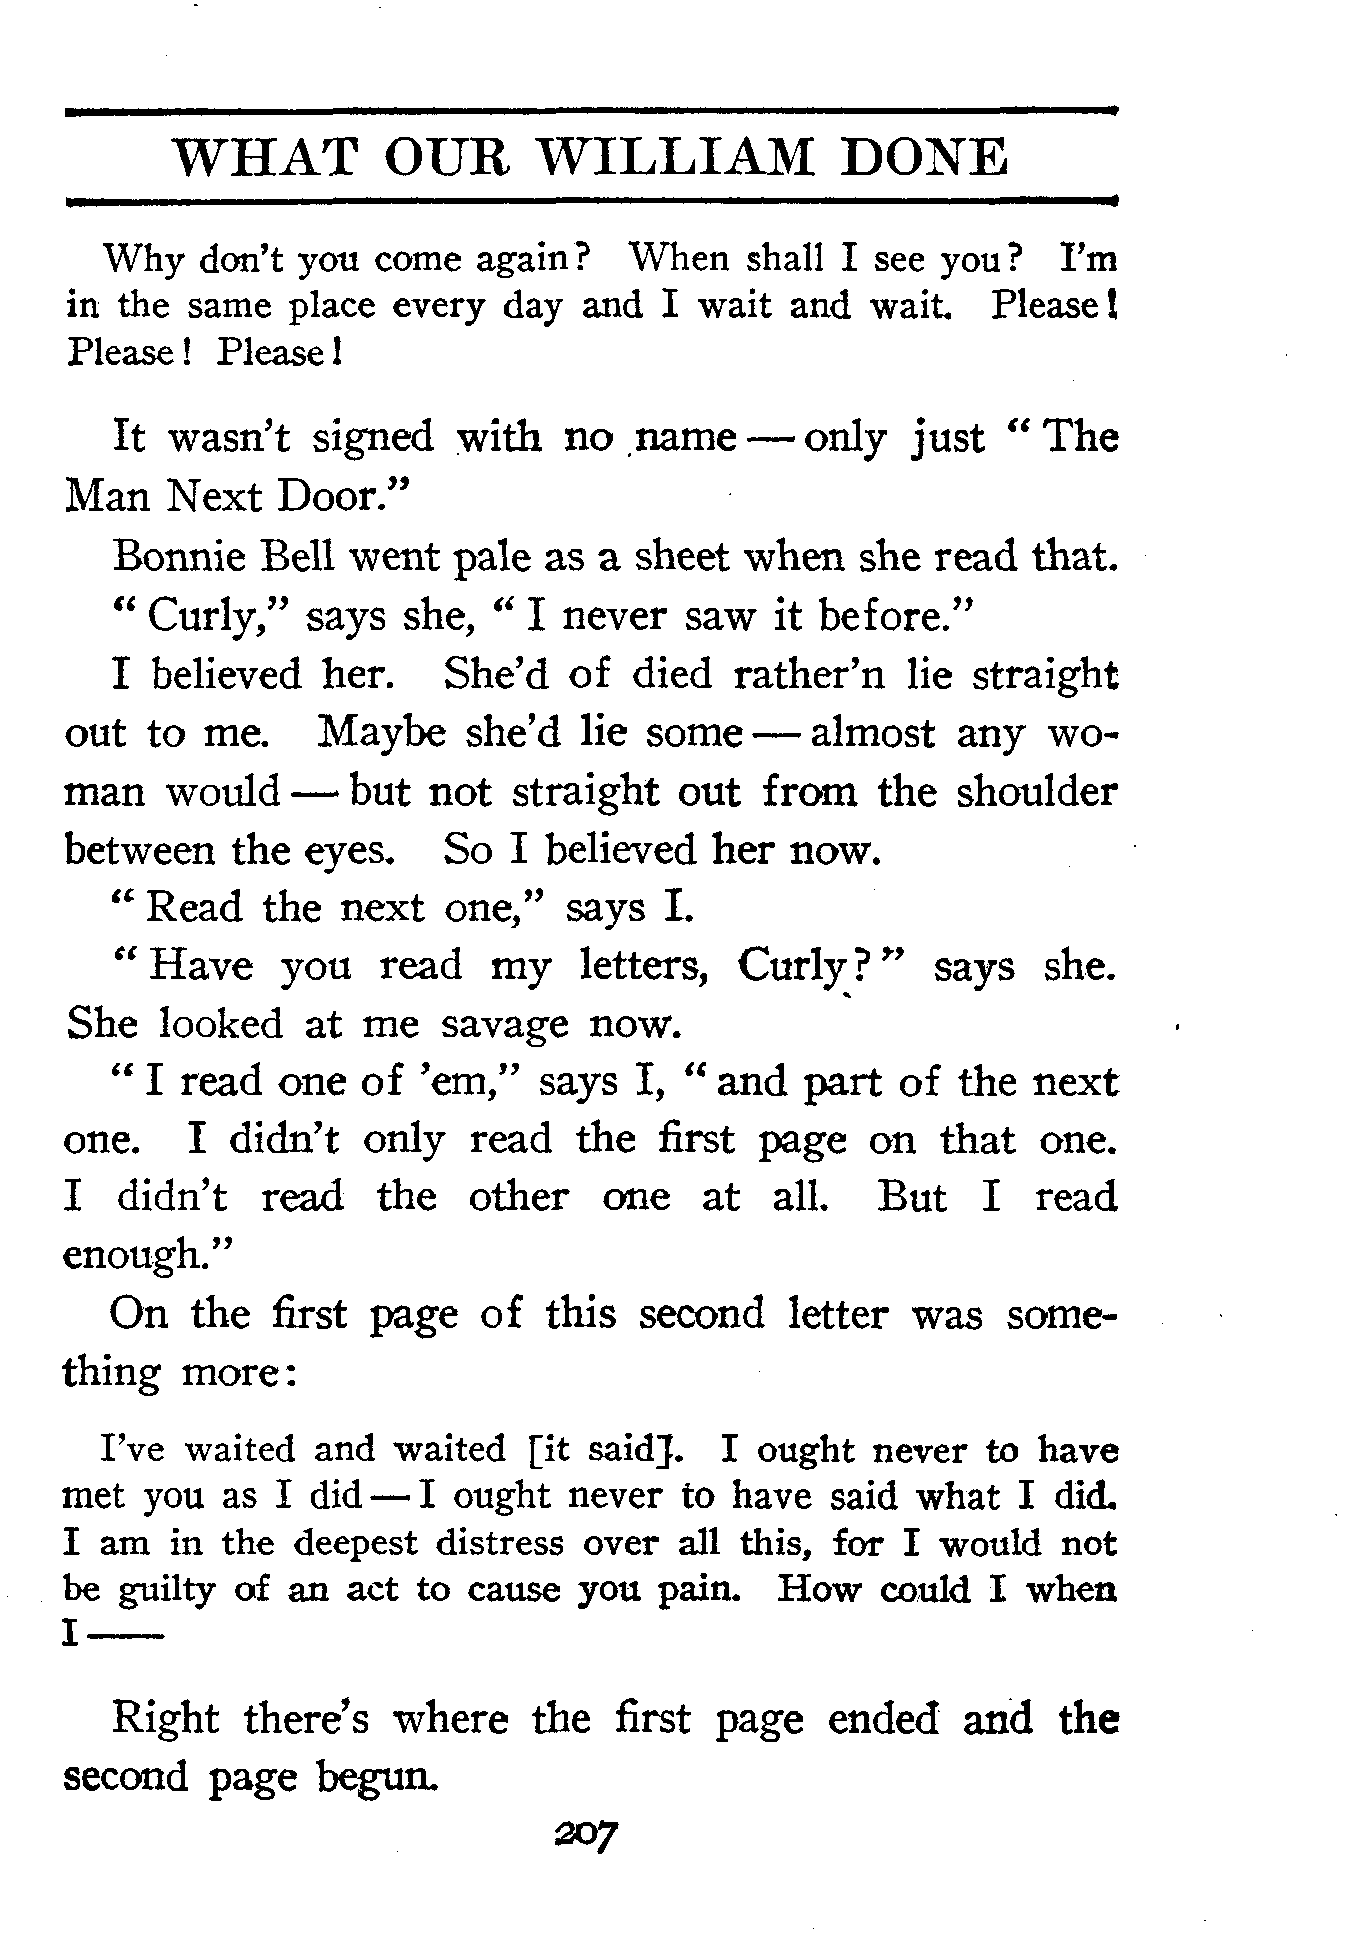 WHAT OUR WILLIAM DONE
Why don't you come again? When shall I see you? I'm
in the same place every day and I wait and wait. Please!
Please! Please!
It wasn't signed with no name — only just “The
Man Next Door.”
Bonnie Bell went pale as a sheet when she read that.
“Curly,” says she, “I never saw it before.”
I believed her. She'd of died rather'n lie straight
out to me. Maybe she'd lie some — almost any wo-
man would — but not straight out from the shoulder
between the eyes. So I believed her now.
“Read the next one,” says I.
“Have you read my letters, Curly?” says she.
She looked at me savage now.
“I read one of 'em,” says I, “and part of the next
one. I didn't only read the first page on that one.
I didn't read the other one at all. But I read
enough.”
On the first page of this second letter was some-
thing more:
I've waited and waited [it said]. I ought never to have
met you as I did — I ought never to have said what I did.
I am in the deepest distress over all this, for I would not
be guilty of an act to cause you pain. How could I when
I ——
Right there's where the first page ended and the
second page begun.
207